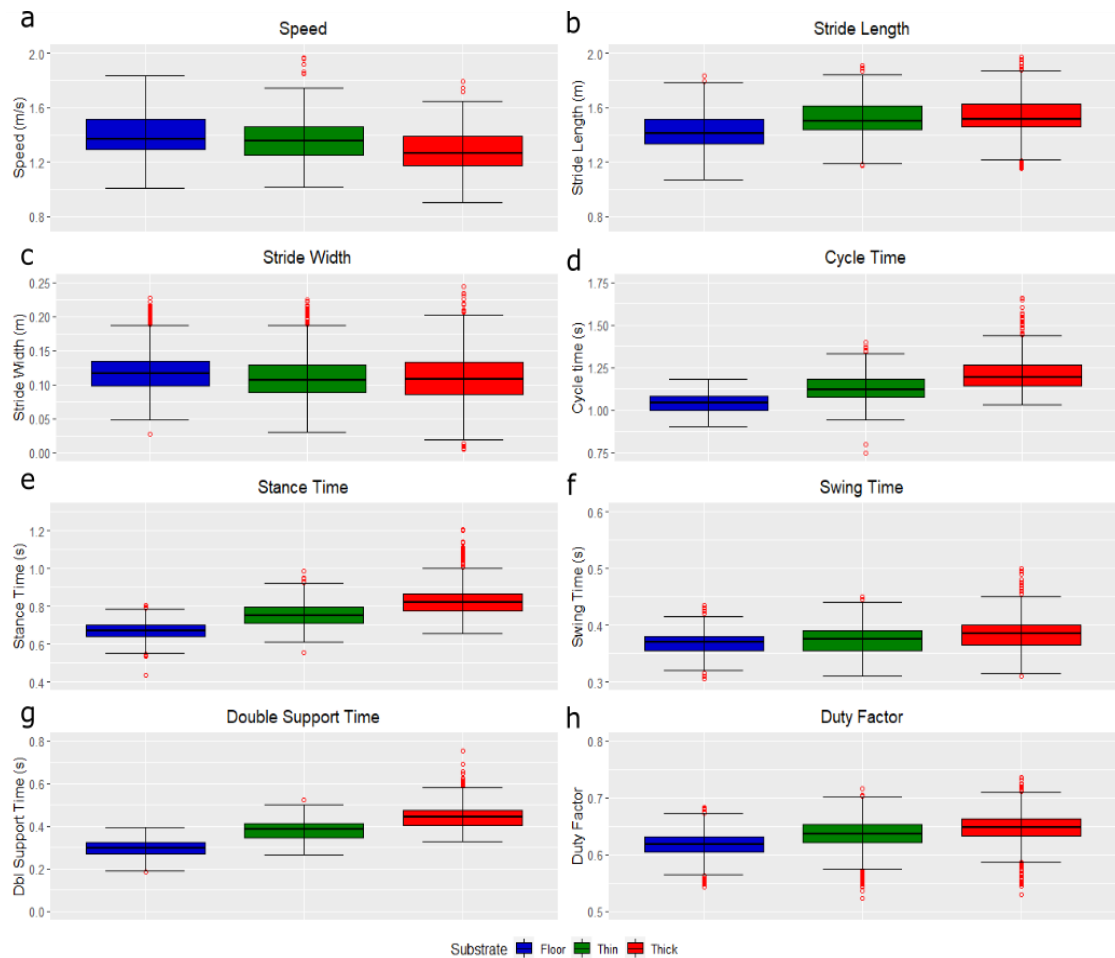 a
Speed
Speed (m/s)
2.0
1.6
1.2
0.8
b
Stride Length
Stride Length (m)
2.0
1.6
1.2
0.8
c
Stride Width
Stride Width (m)
0.25
0.20
0.15
0.10
0.05
0.00
d
Cycle Time
Cycle time (s)
1.75
1.50
1.25
1.00
0.75
e
Stance Time
Stance Time (s)
1.2
1.0
0.8
0.6
0.4
f
Swing Time
Swing Time (s)
0.6
0.5
0.4
0.3
g
Double Support Time
Dbl Support Time (s)
0.8
0.6
0.4
0.2
0.0
h
Duty Factor
Duty Factor
0.8
0.7
0.6
0.5
Substrate Floor Thin Thick